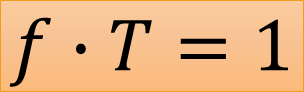 f · T = 1